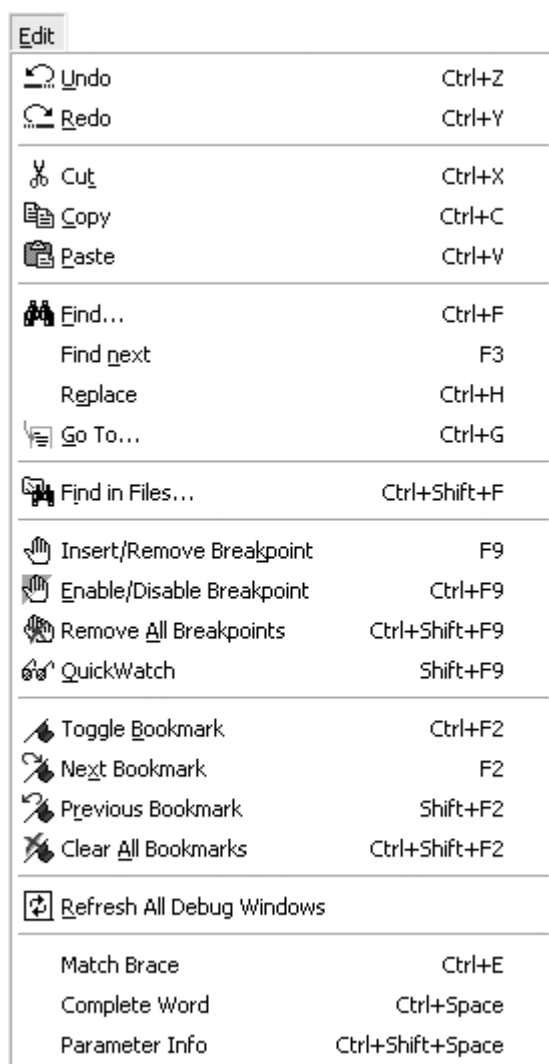 Edit
Undo Ctrl+Z
Redo Ctrl+Y
Cut Ctrl+X
Copy Ctrl+C
Paste Ctrl+V
Find... Ctrl+F
Find next F3
Replace Ctrl+H
Go To... Ctrl+G
Find in Files... Ctrl+Shift+F
Insert/Remove Breakpoint F9
Enable/Disable Breakpoint Ctrl+F9
Remove All Breakpoints Ctrl+Shift+F9
QuickWatch Shift+F9
Toggle Bookmark Ctrl+F2
Next Bookmark F2
Previous Bookmark Shift+F2
Clear All Bookmarks Ctrl+Shift+F2
Refresh All Debug Windows
Match Brace Ctrl+E
Complete Word Ctrl+Space
Parameter Info Ctrl+Shift+Space